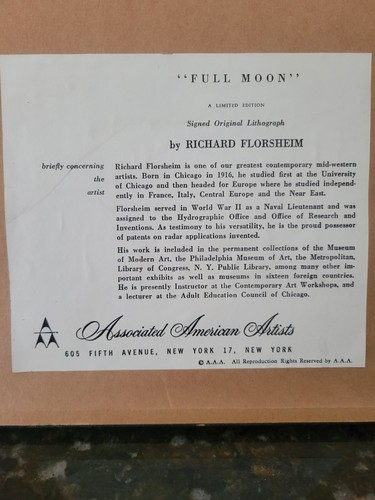 “FULL MOON”
A LIMITED EDITION
Signed Original Lithograph
by RICHARD FLORSHEIM
briefly concerning
the
artist
Richard Florsheim is one of our greatest contemporary mid-western
artists. Born in Chicago in 1916, he studied first at the University
of Chicago and then headed for Europe where he studied independ-
ently in France, Italy, Central Europe and the Near East.
Florsheim served in World War II as a Naval Lieutenant and was
assigned to the Hydrographic Office and Office of Research and
Inventions. As testimony to his versatility, he is the proud possessor
of patents on radar applications invented.
His work is included in the permanent collections of the Museum
of Modern Art, the Philadelphia Museum of Art, the Metropolitan,
Library of Congress, N. Y. Public Library, among many other im-
portant exhibits as well as museums in sixteen foreign countries.
He is presently Instructor at the Contemporary Art Workshops, and
a lecturer at the Adult Education Council of Chicago.
Associated American Artists
605 FIFTH AVENUE, NEW YORK 17, NEW YORK
© A.A.A. All Reproduction Rights Reserved by A.A.A.